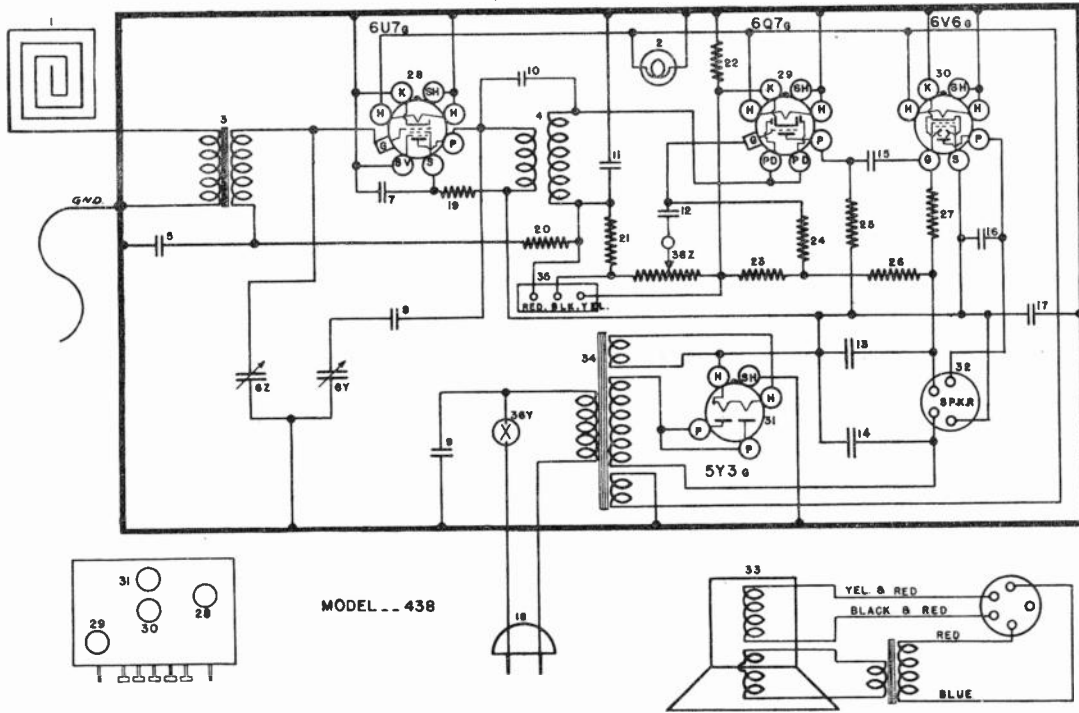 1
6U7G
6Q7G
6V6G
2
22
28
29
30
K
SH
K
SH
K
SH
10
H
H
H
H
H
H
3
4
G
P
G
P
G
S
P
SV
S
PD
PD
11
15
7
19
12
GND.
5
20
21
36Z
24
25
27
16
23
26
35
RED. BLK. YEL.
17
8
6Z
6Y
34
13
32
H
SH
H
SPKR
31
9
36Y
P
P
14
5Y3G
31
30
28
29
MODEL -- 438
18
33
YEL. & RED
BLACK & RED
RED
BLUE